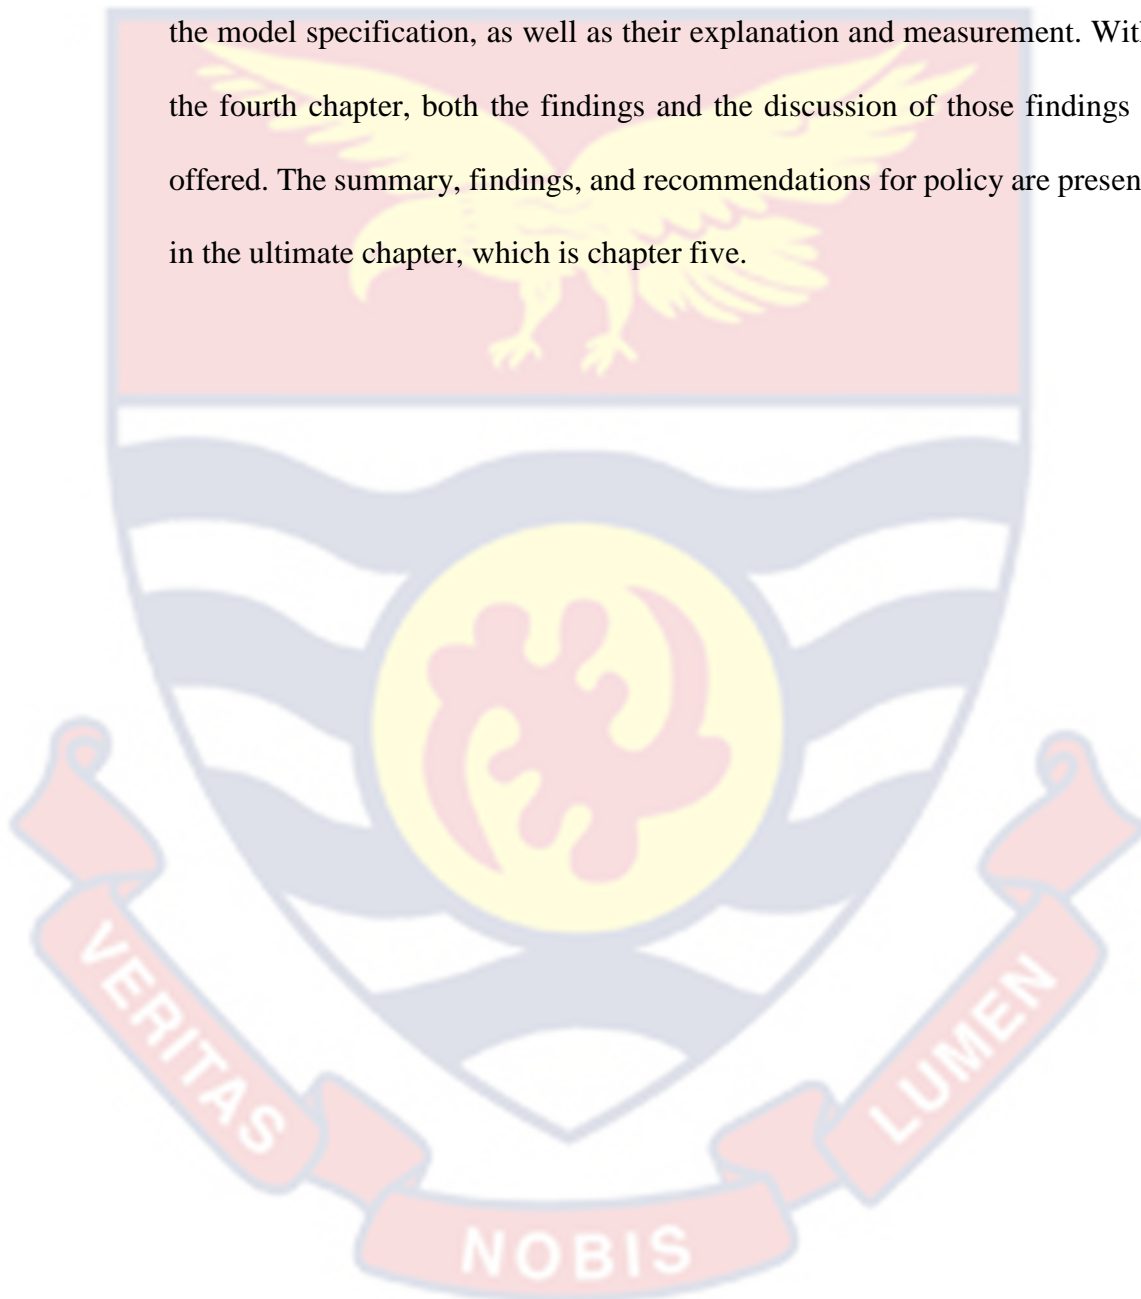 the model specification, as well as their explanation and measurement. Wit
the fourth chapter, both the findings and the discussion of those findings
offered. The summary, findings, and recommendations for policy are presen
in the ultimate chapter, which is chapter five.
VERITAS
NOBIS
LUMEN